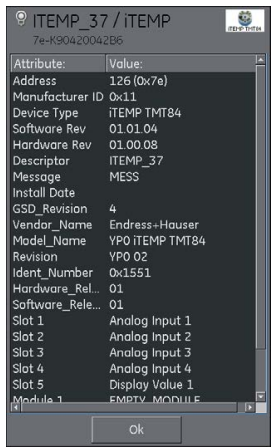 ITEMP_37 / iTEMP
7e-K90420042B6
iTEMP TMT84
Attribute: Value:
Address 126 (0x7e)
Manufacturer ID 0x11
Device Type iTEMP TMT84
Software Rev 01.01.04
Hardware Rev 01.00.08
Descriptor ITEMP_37
Message MESS
Install Date
GSD_Revision 4
Vendor_Name Endress+Hauser
Model_Name YP0 iTEMP TMT84
Revision YP0 02
Ident_Number 0x1551
Hardware_Rel... 01
Software_Rele... 01
Slot 1 Analog Input 1
Slot 2 Analog Input 2
Slot 3 Analog Input 3
Slot 4 Analog Input 4
Slot 5 Display Value 1
Module 1 EMPTY_MODULE
Ok